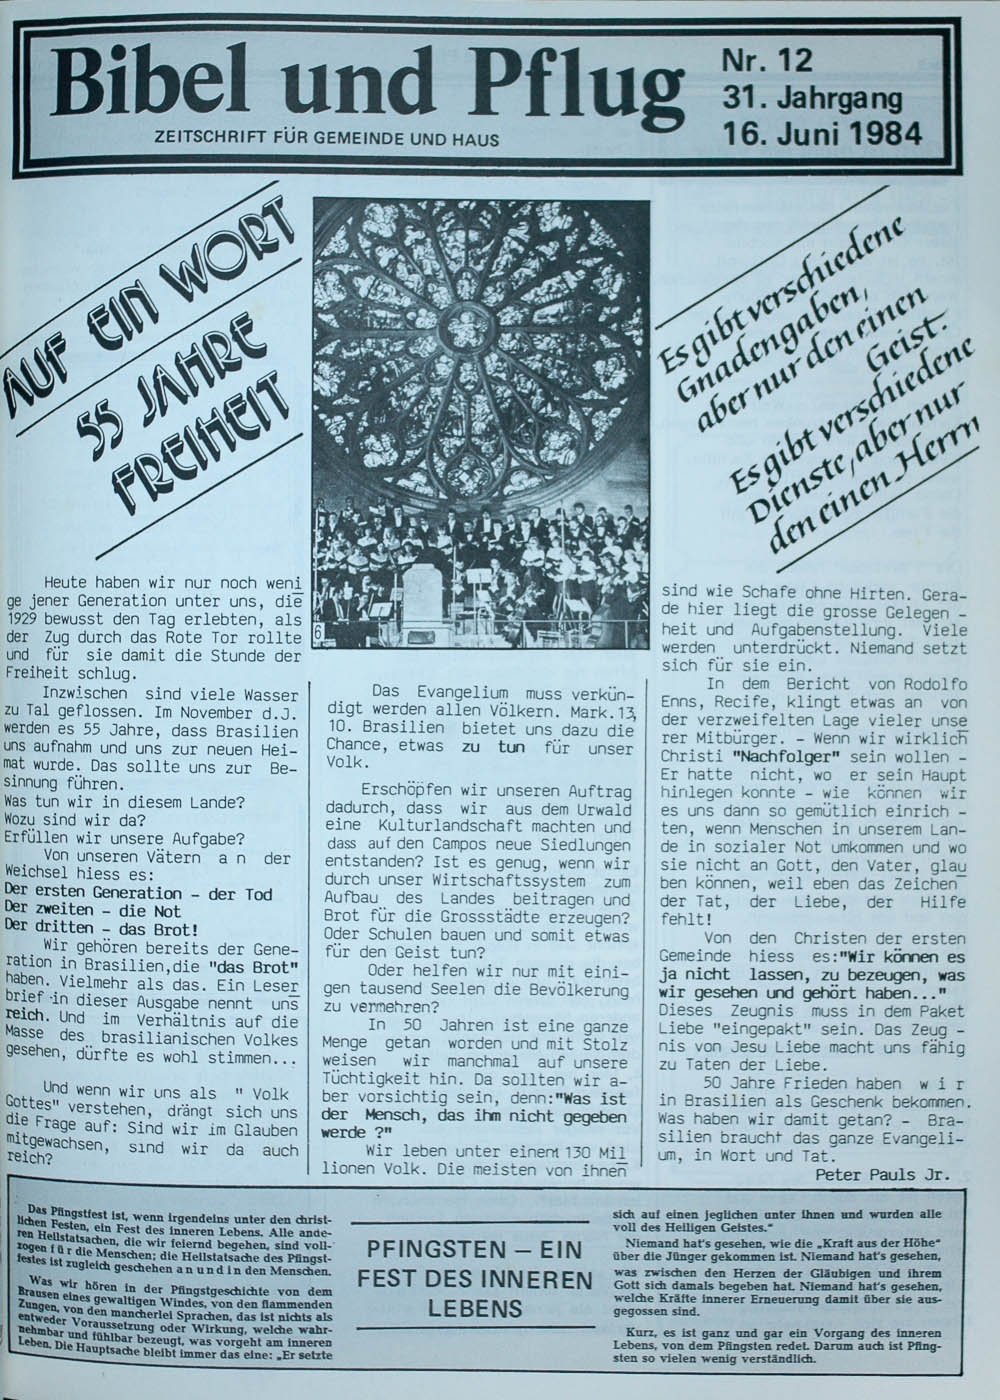 Bibel und Pflug
ZEITSCHRIFT FÜR GEMEINDE UND HAUS
Nr. 12
31. Jahrgang
16. Juni 1984
AUF EIN WORT
55 JAHRE
FREIHEIT
Es gibt verschiedene
Gnadengaben,
aber nur den einen
Geist.
Es gibt verschiedene
Dienste, aber nur
den einen Herrn
6
Heute haben wir nur noch weni
ge jener Generation unter uns, die
1929 bewusst den Tag erlebten, als
der Zug durch das Rote Tor rollte
und für sie damit die Stunde der
Freiheit schlug.
Inzwischen sind viele Wasser
zu Tal geflossen. Im November d.J.
werden es 55 Jahre, dass Brasilien
uns aufnahm und uns zur neuen Hei-
mat wurde. Das sollte uns zur Be-
sinnung führen.
Was tun wir in diesem Lande?
Wozu sind wir da?
Erfüllen wir unsere Aufgabe?
Von unseren Vätern a n der
Weichsel hiess es:
Der ersten Generation - der Tod
Der zweiten - die Not
Der dritten - das Brot!
Wir gehören bereits der Gene-
ration in Brasilien,die "das Brot"
haben. Vielmehr als das. Ein Leser
brief in dieser Ausgabe nennt uns
reich. Und im Verhältnis auf die
Masse des brasilianischen Volkes
gesehen, dürfte es wohl stimmen...
Und wenn wir uns als " Volk
Gottes" verstehen, drängt sich uns
die Frage auf: Sind wir im Glauben
mitgewachsen, sind wir da auch
reich?
Das Evangelium muss verkün-
digt werden allen Völkern. Mark.13,
10. Brasilien bietet uns dazu die
Chance, etwas zu tun für unser
Volk.
Erschöpfen wir unseren Auftrag
dadurch, dass wir aus dem Urwald
eine Kulturlandschaft machten und
dass auf den Campos neue Siedlungen
entstanden? Ist es genug, wenn wir
durch unser Wirtschaftssystem zum
Aufbau des Landes beitragen und
Brot für die Grossstädte erzeugen?
Oder Schulen bauen und somit etwas
für den Geist tun?
Oder helfen wir nur mit eini-
gen tausend Seelen die Bevölkerung
zu vermehren?
In 50 Jahren ist eine ganze
Menge getan worden und mit Stolz
weisen wir manchmal auf unsere
Tüchtigkeit hin. Da sollten wir a-
ber vorsichtig sein, denn:"Was ist
der Mensch, das ihm nicht gegeben
werde ?"
Wir leben unter einem 130 Mil
lionen Volk. Die meisten von ihnen
sind wie Schafe ohne Hirten. Gera-
de hier liegt die grosse Gelegen -
heit und Aufgabenstellung. Viele
werden unterdrückt. Niemand setzt
sich für sie ein.
In dem Bericht von Rodolfo
Enns, Recife, klingt etwas an von
der verzweifelten Lage vieler unse
rer Mitbürger. - Wenn wir wirklich
Christi "Nachfolger" sein wollen -
Er hatte nicht, wo er sein Haupt
hinlegen konnte - wie können wir
es uns dann so gemütlich einrich -
ten, wenn Menschen in unserem Lan-
de in sozialer Not umkommen und wo
sie nicht an Gott, den Vater, glau
ben können, weil eben das Zeichen
der Tat, der Liebe, der Hilfe
fehlt!
Von den Christen der ersten
Gemeinde hiess es:"Wir können es
ja nicht lassen, zu bezeugen, was
wir gesehen und gehört haben..."
Dieses Zeugnis muss in dem Paket
Liebe "eingepakt" sein. Das Zeug -
nis von Jesu Liebe macht uns fähig
zu Taten der Liebe.
50 Jahre Frieden haben w i r
in Brasilien als Geschenk bekommen.
Was haben wir damit getan? - Bra-
silien braucht das ganze Evangeli-
um, in Wort und Tat.
Peter Pauls Jr.
Das Pfingstfest ist, wenn irgendeins unter den christ-
lichen Festen, ein Fest des inneren Lebens. Alle ande-
ren Heilstatsachen, die wir feiernd begehen, sind voll-
zogen f ü r die Menschen; die Heilstatsache des Pfingst-
festes ist zugleich geschehen a n u n d i n den Menschen.
Was wir hören in der Pfingstgeschichte von dem
Brausen eines gewaltigen Windes, von den flammenden
Zungen, von den mancherlei Sprachen, das ist nichts als
entweder Voraussetzung oder Wirkung, welche wahr-
nehmbar und fühlbar bezeugt, was vorgeht am inneren
Leben. Die Hauptsache bleibt immer das eine: „Er setzte
PFINGSTEN – EIN
FEST DES INNEREN
LEBENS
sich auf einen jeglichen unter ihnen und wurden alle
voll des Heiligen Geistes."
Niemand hat's gesehen, wie die „Kraft aus der Höhe"
über die Jünger gekommen ist. Niemand hat's gesehen,
was zwischen den Herzen der Gläubigen und ihrem
Gott sich damals begeben hat. Niemand hat's gesehen,
welche Kräfte innerer Erneuerung damit über sie aus-
gegossen sind.
Kurz, es ist ganz und gar ein Vorgang des inneren
Lebens, von dem Pfingsten redet. Darum auch ist Pfing-
sten so vielen wenig verständlich.